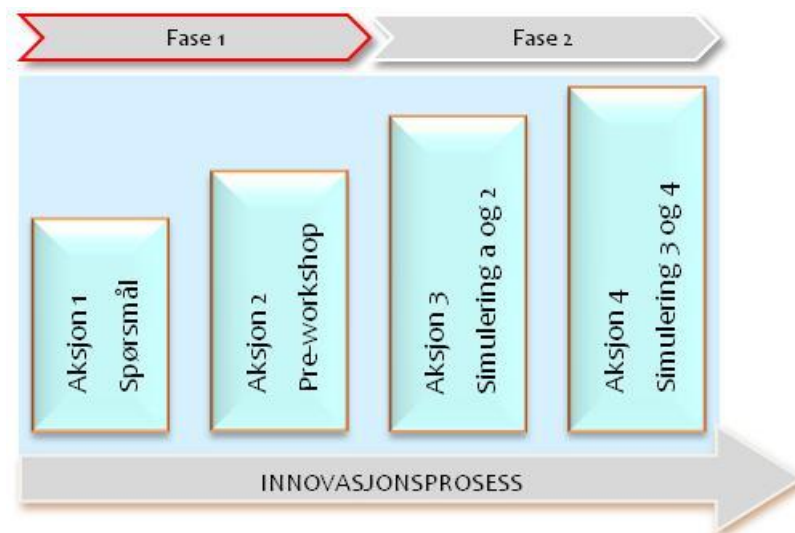 Fase 1
Fase 2
Aksjon 1
Spørsmål
Aksjon 2
Pre-workshop
Aksjon 3
Simulering a og 2
Aksjon 4
Simulering 3 og 4
INNOVASJONSPROSESS